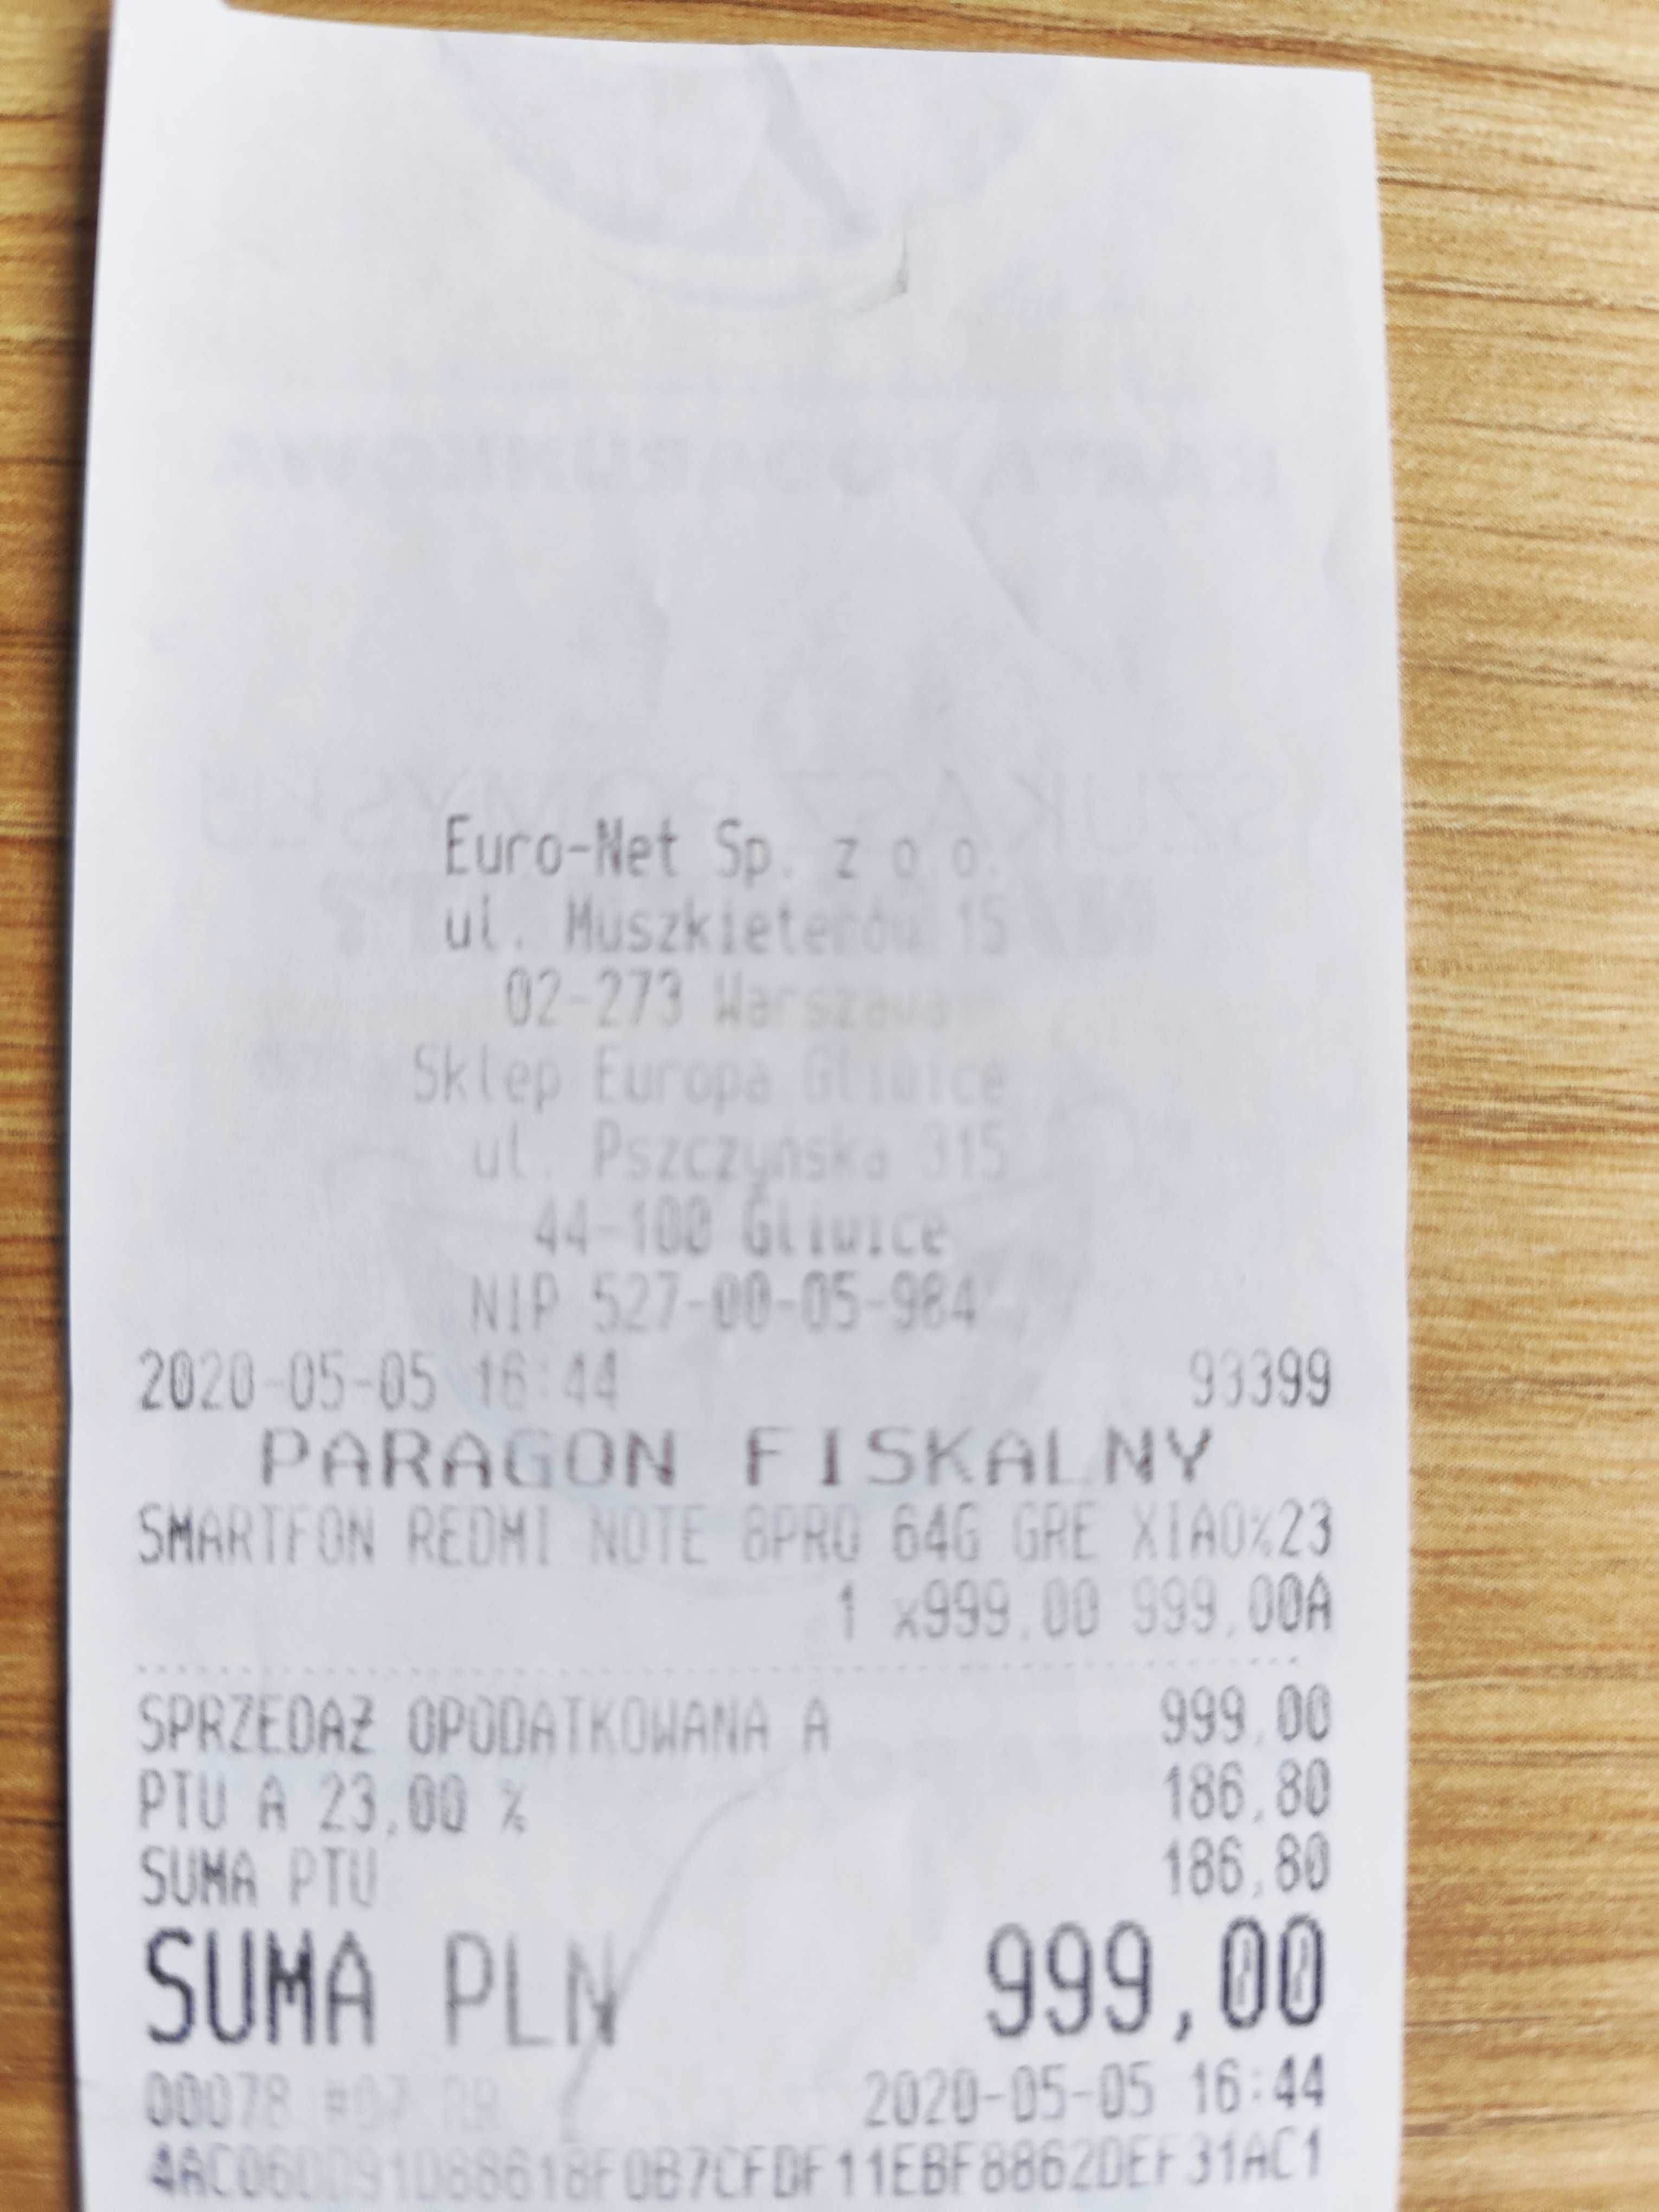 Euro-Net Sp. z o.o.
ul. Muszkieterów 15
02-273 Warszawa
Sklep Europa Gliwice
ul. Pszczyńska 315
44-100 Gliwice
NIP 527-00-05-984
2020-05-05 16:44 93399
PARAGON FISKALNY
SMARTFON REDMI NOTE 8PRO 64G GRE XIAO%23
1 x999,00 999,00A
SPRZEDAŻ OPODATKOWANA A 999,00
PTU A 23,00 % 186,80
SUMA PTU 186,80
SUMA PLN 999,00
00078 #07 2020-05-05 16:44